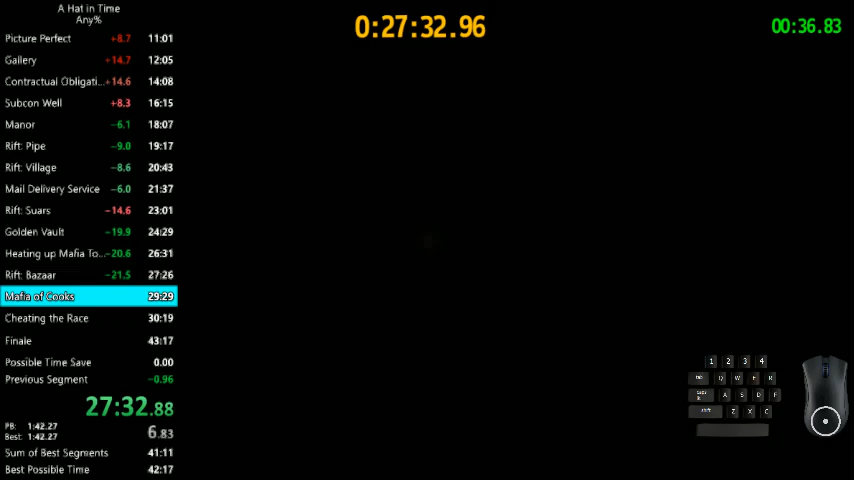 A Hat in Time
Any%
0:27:32.96
00:36.83
Picture Perfect +8.7 11:01
Gallery +14.7 12:05
Contractual Obligati... +14.6 14:08
Subcon Well +8.3 16:15
Manor −6.1 18:07
Rift: Pipe −9.0 19:17
Rift: Village −8.6 20:43
Mail Delivery Service −6.0 21:37
Rift: Suars −14.6 23:01
Golden Vault −19.9 24:29
Heating up Mafia To... −20.6 26:31
Rift: Bazaar −21.5 27:26
Mafia of Cooks 29:29
Cheating the Race 30:19
Finale 43:17
Possible Time Save 0.00
Previous Segment −0.96
27:32.88
PB: 1:42.27
Best: 1:42.27
6.83
Sum of Best Segments 41:11
Best Possible Time 42:17
1 2 3 4
tab Q W E R
caps A S D F
shift Z X C